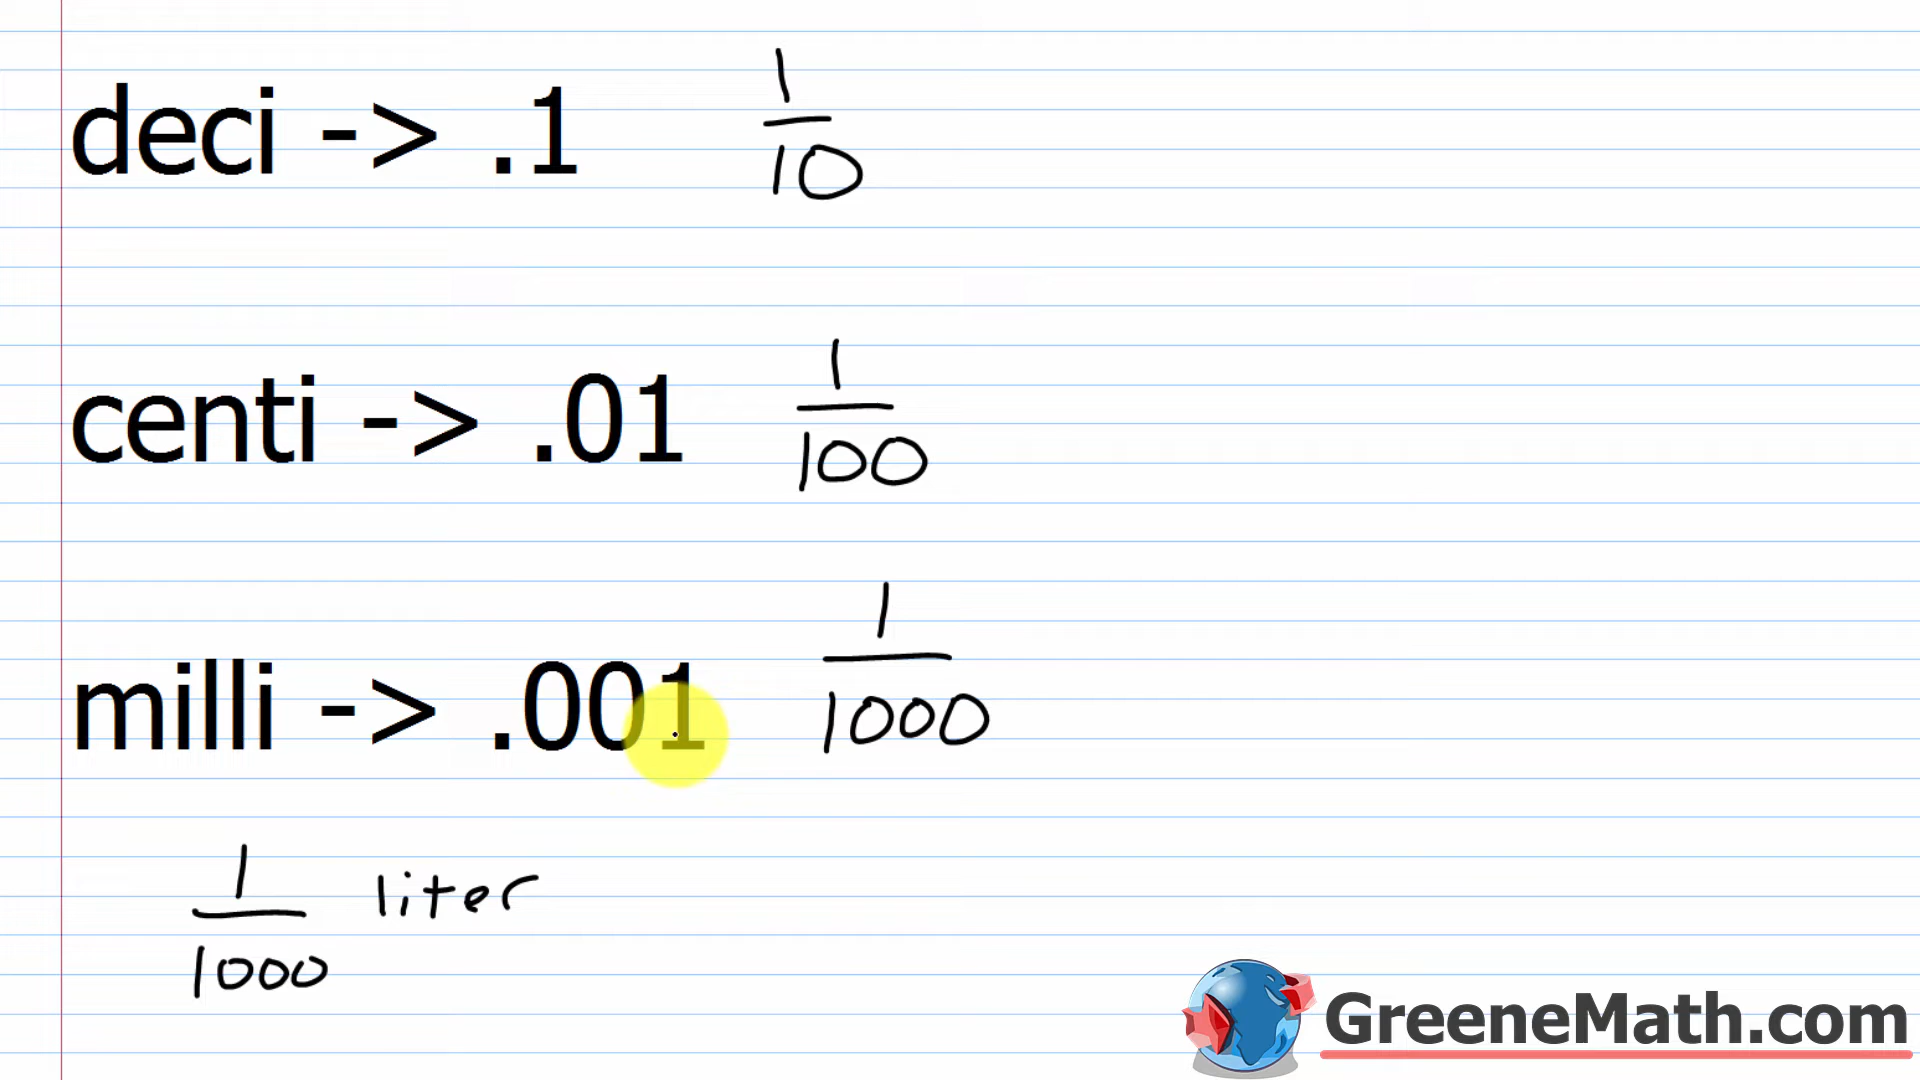 deci -> .1 1/10
centi -> .01 1/100
milli -> .001 1/1000
1/1000 liter
GreeneMath.com